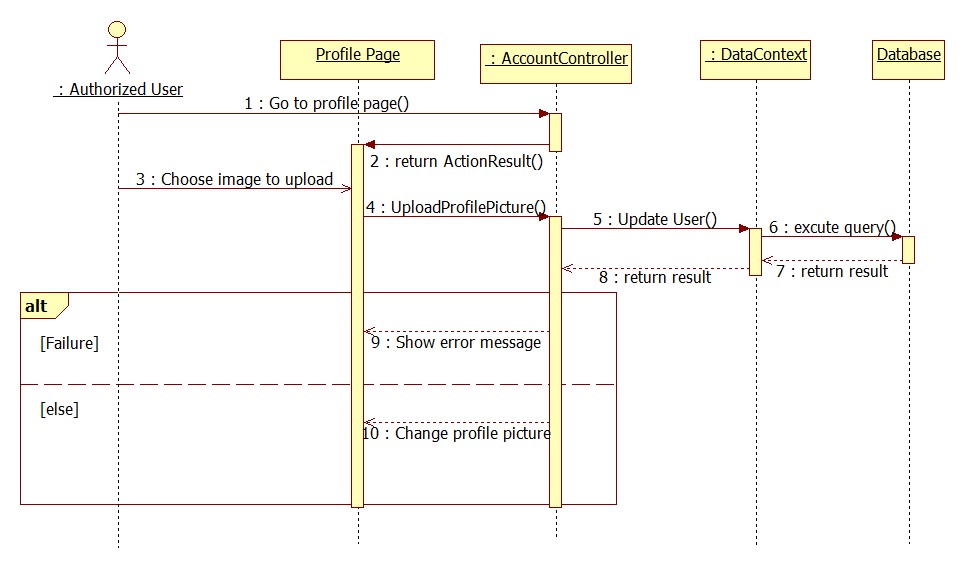 Profile Page
: AccountController
: DataContext
Database
: Authorized User
1 : Go to profile page()
2 : return ActionResult()
3 : Choose image to upload
4 : UploadProfilePicture()
5 : Update User()
6 : excute query()
7 : return result
8 : return result
alt
[Failure]
9 : Show error message
[else]
10 : Change profile picture